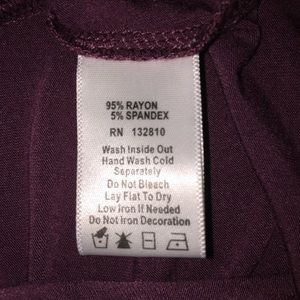 95% RAYON
5% SPANDEX
RN 132810
Wash Inside Out
Hand Wash Cold
Separately
Do Not Bleach
Lay Flat To Dry
Low Iron If Needed
Do Not Iron Decoration